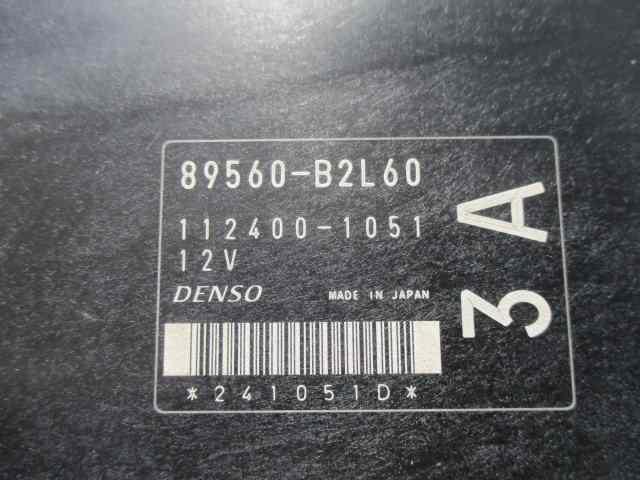 89560-B2L60
112400-1051
12V
DENSO MADE IN JAPAN
*241051D*
3A